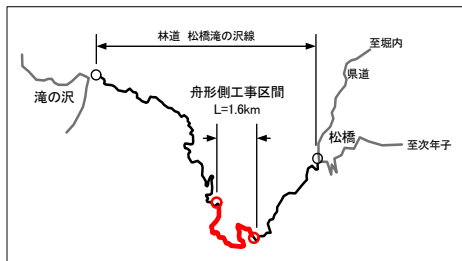 林道 松橋滝の沢線
至堀内
県道
舟形側工事区間
L=1.6km
滝の沢
松橋
至次年子